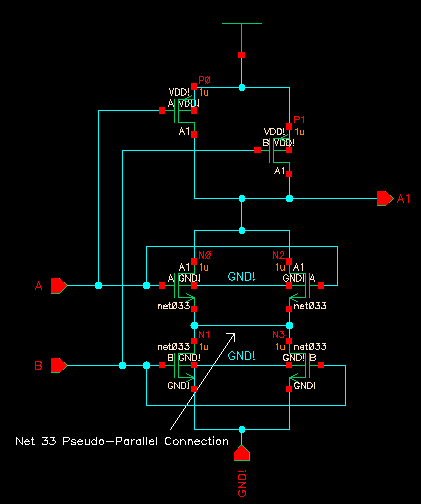 P0
VDD! 1u
A VDD!
P1
A1 VDD! 1u
B VDD!
A1
A1
N0 N2
A1 1u 1u A1
A GND! GND! GND! A
A
net033 net033
N1 N3
net033 1u 1u net033
B GND! GND! GND! B
B
GND! GND!
Net 33 Pseudo-Parallel Connection
GND!